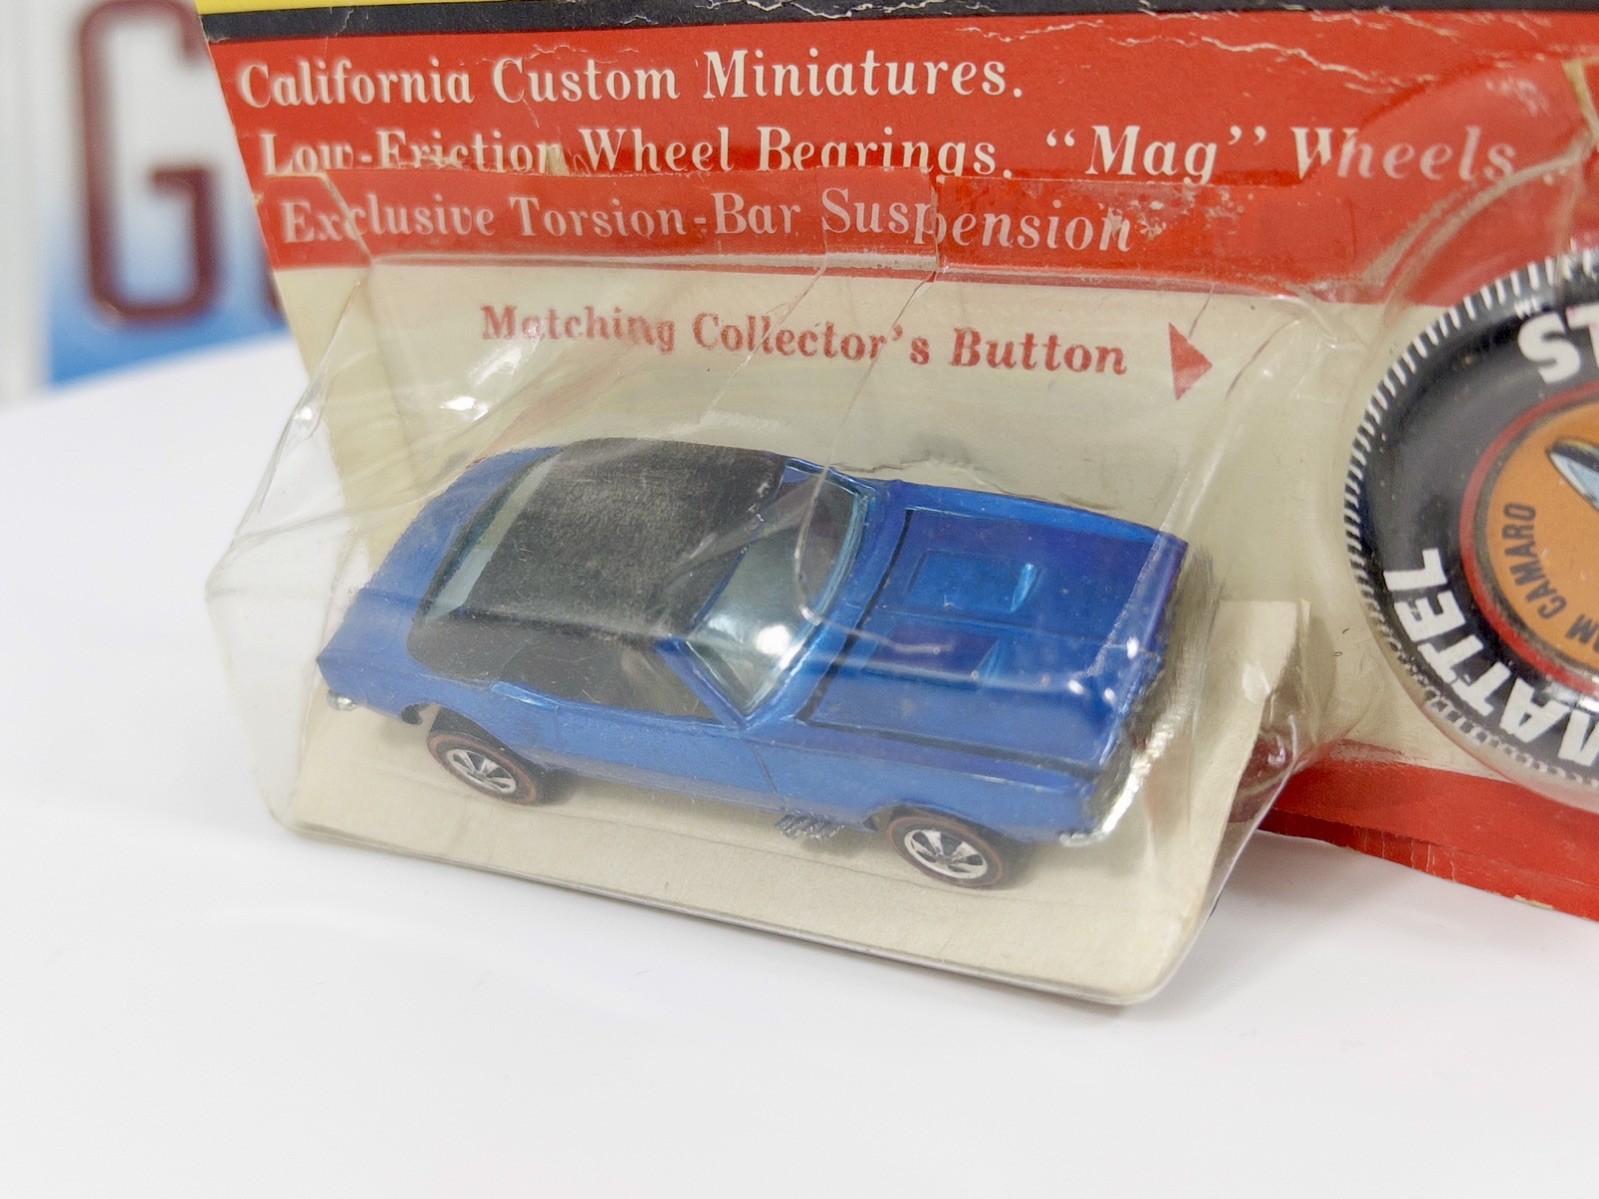 G
California Custom Miniatures.
Low-Friction Wheel Bearings. "Mag" Wheels.
Exclusive Torsion-Bar Suspension
Matching Collector's Button
MATTEL
CAMARO